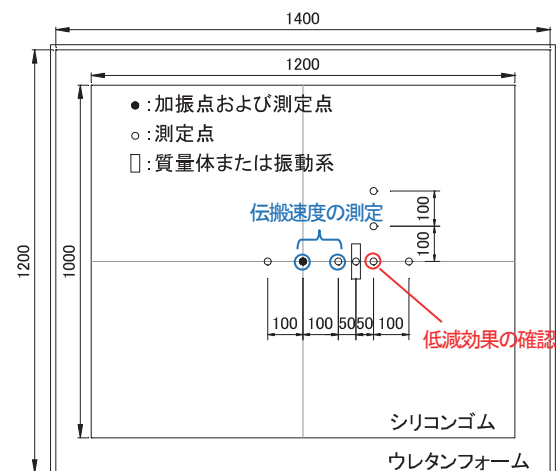 1400
1200
●：加振点および測定点
○：測定点
▯：質量体または振動系
伝搬速度の測定
100
100
1200
1000
100
100
50
50
100
低減効果の確認
シリコンゴム
ウレタンフォーム